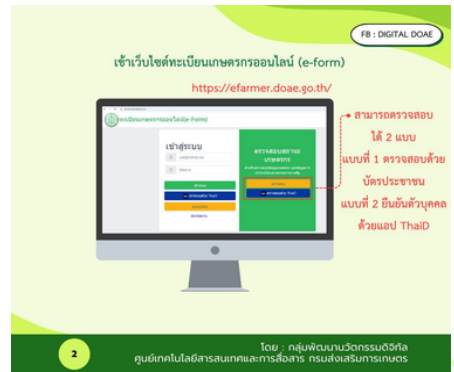 FB : DIGITAL DOAE
เข้าเว็บไซต์ทะเบียนเกษตรกรออนไลน์ (e-form)
https://efarmer.doae.go.th/
ทะเบียนเกษตรกรออนไลน์(e-Form)
เข้าสู่ระบบ
ตรวจสอบสถานะ
เกษตรกร
สามารถตรวจสอบ
ได้ 2 แบบ
แบบที่ 1 ตรวจสอบด้วย
บัตรประชาชน
แบบที่ 2 ยืนยันตัวบุคคล
ด้วยแอป ThaiD
2
โดย : กลุ่มพัฒนานวัตกรรมดิจิทัล
ศูนย์เทคโนโลยีสารสนเทศและการสื่อสาร กรมส่งเสริมการเกษตร